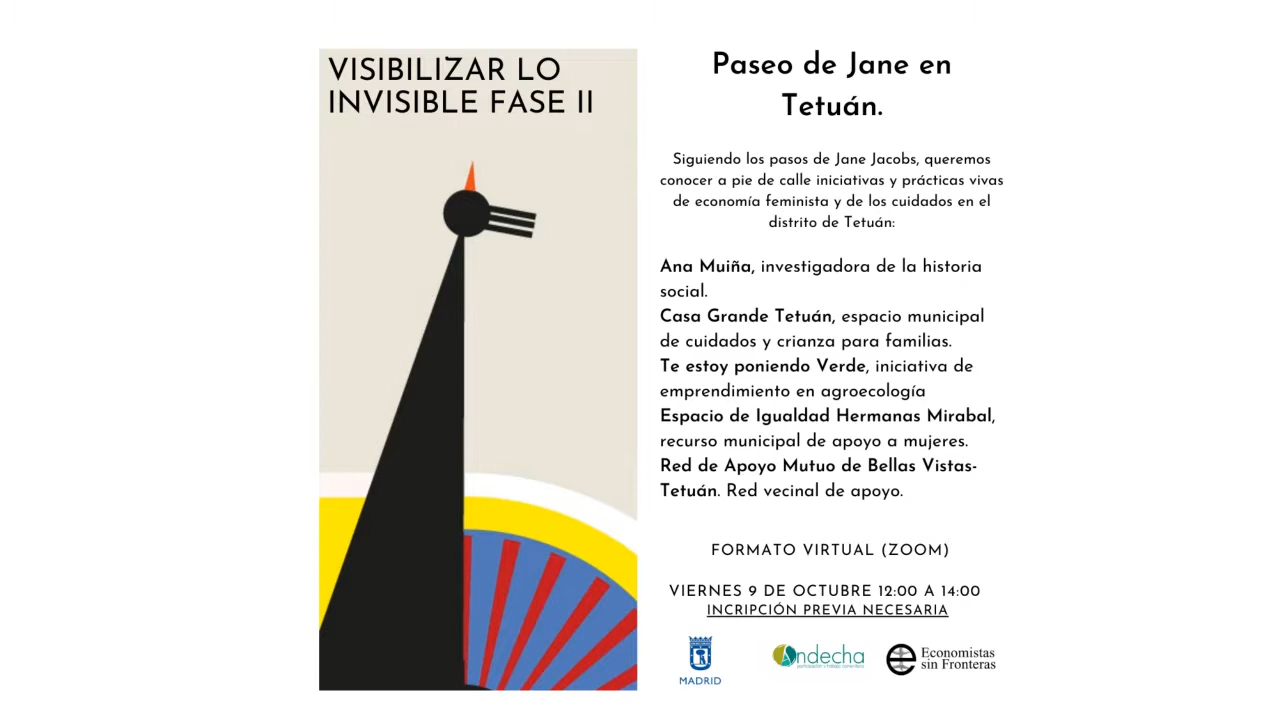 VISIBILIZAR LO
INVISIBLE FASE II
Paseo de Jane en
Tetuán.
Siguiendo los pasos de Jane Jacobs, queremos
conocer a pie de calle iniciativas y prácticas vivas
de economía feminista y de los cuidados en el
distrito de Tetuán:
Ana Muiña, investigadora de la historia
social.
Casa Grande Tetuán, espacio municipal
de cuidados y crianza para familias.
Te estoy poniendo Verde, iniciativa de
emprendimiento en agroecología
Espacio de Igualdad Hermanas Mirabal,
recurso municipal de apoyo a mujeres.
Red de Apoyo Mutuo de Bellas Vistas-
Tetuán. Red vecinal de apoyo.
FORMATO VIRTUAL (ZOOM)
VIERNES 9 DE OCTUBRE 12:00 A 14:00
INCRIPCIÓN PREVIA NECESARIA
MADRID
Andecha
participación y trabajo comunitario
Economistas
sin Fronteras